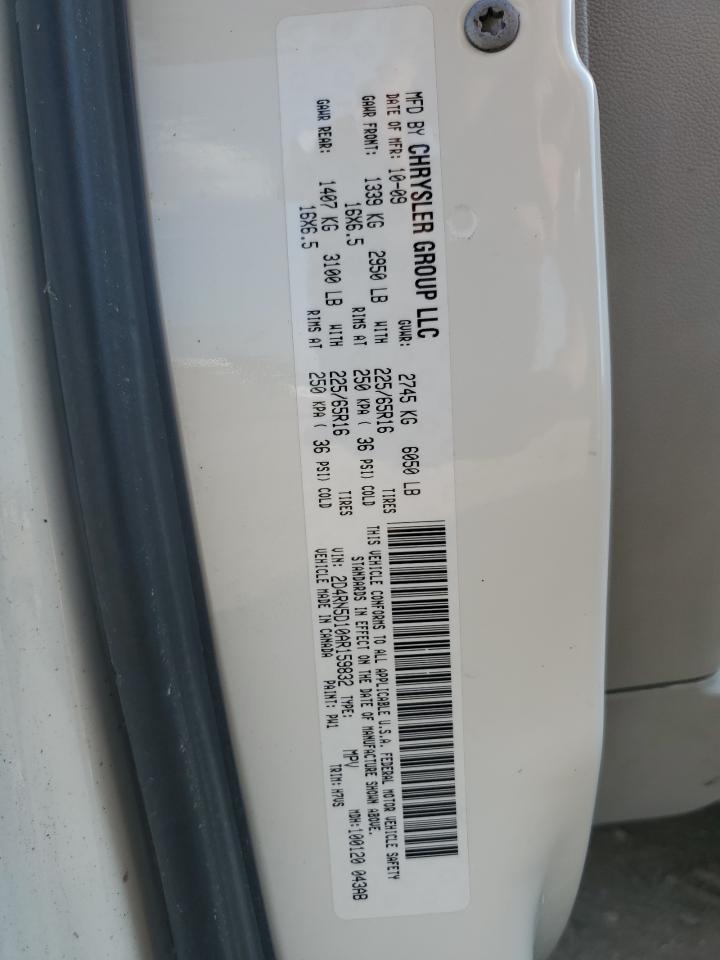 MFD BY CHRYSLER GROUP LLC
DATE OF MFR: 10-09 GVWR: 2745 KG 6050 LB
GAWR FRONT: 1339 KG 2950 LB WITH 225/65R16 TIRES
16X6.5 RIMS AT 250 KPA ( 36 PSI) COLD
GAWR REAR: 1407 KG 3100 LB WITH 225/65R16 TIRES
16X6.5 RIMS AT 250 KPA ( 36 PSI) COLD
THIS VEHICLE CONFORMS TO ALL APPLICABLE U.S.A. FEDERAL MOTOR VEHICLE SAFETY
STANDARDS IN EFFECT ON THE DATE OF MANUFACTURE SHOWN ABOVE.
VIN: 2D4RN5D10AR159832 TYPE: MPV MDH:100120 043AB
VEHICLE MADE IN CANADA PAINT: PW1 TRIM: H7VS